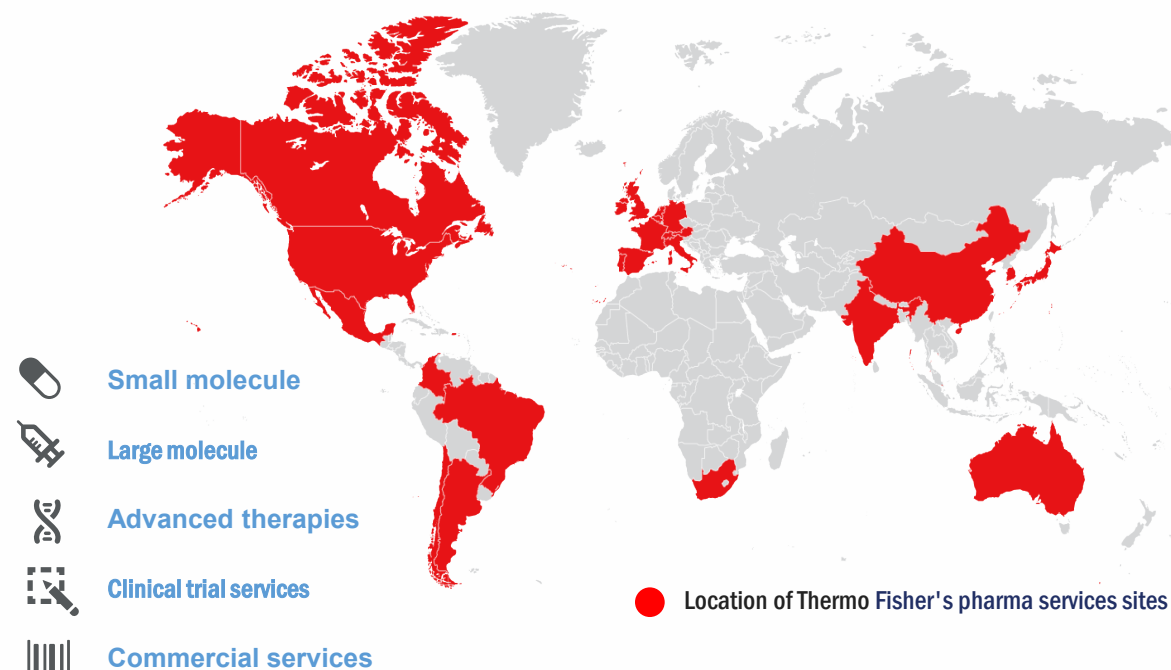 Small molecule
Large molecule
Advanced therapies
Clinical trial services
Commercial services
Location of Thermo Fisher's pharma services sites